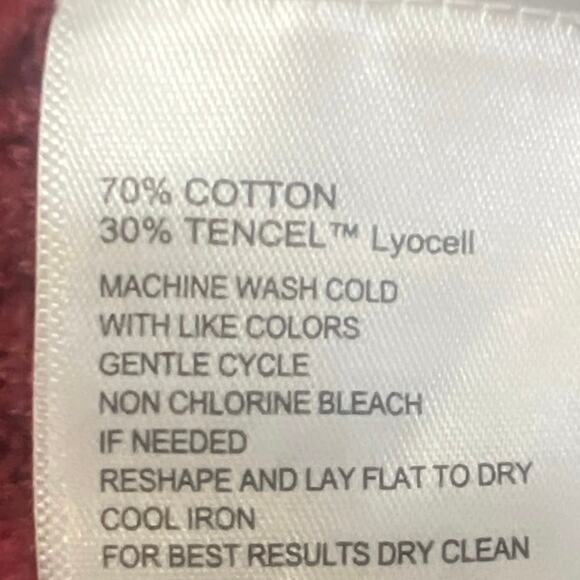 70% COTTON
30% TENCEL™ Lyocell
MACHINE WASH COLD
WITH LIKE COLORS
GENTLE CYCLE
NON CHLORINE BLEACH
IF NEEDED
RESHAPE AND LAY FLAT TO DRY
COOL IRON
FOR BEST RESULTS DRY CLEAN